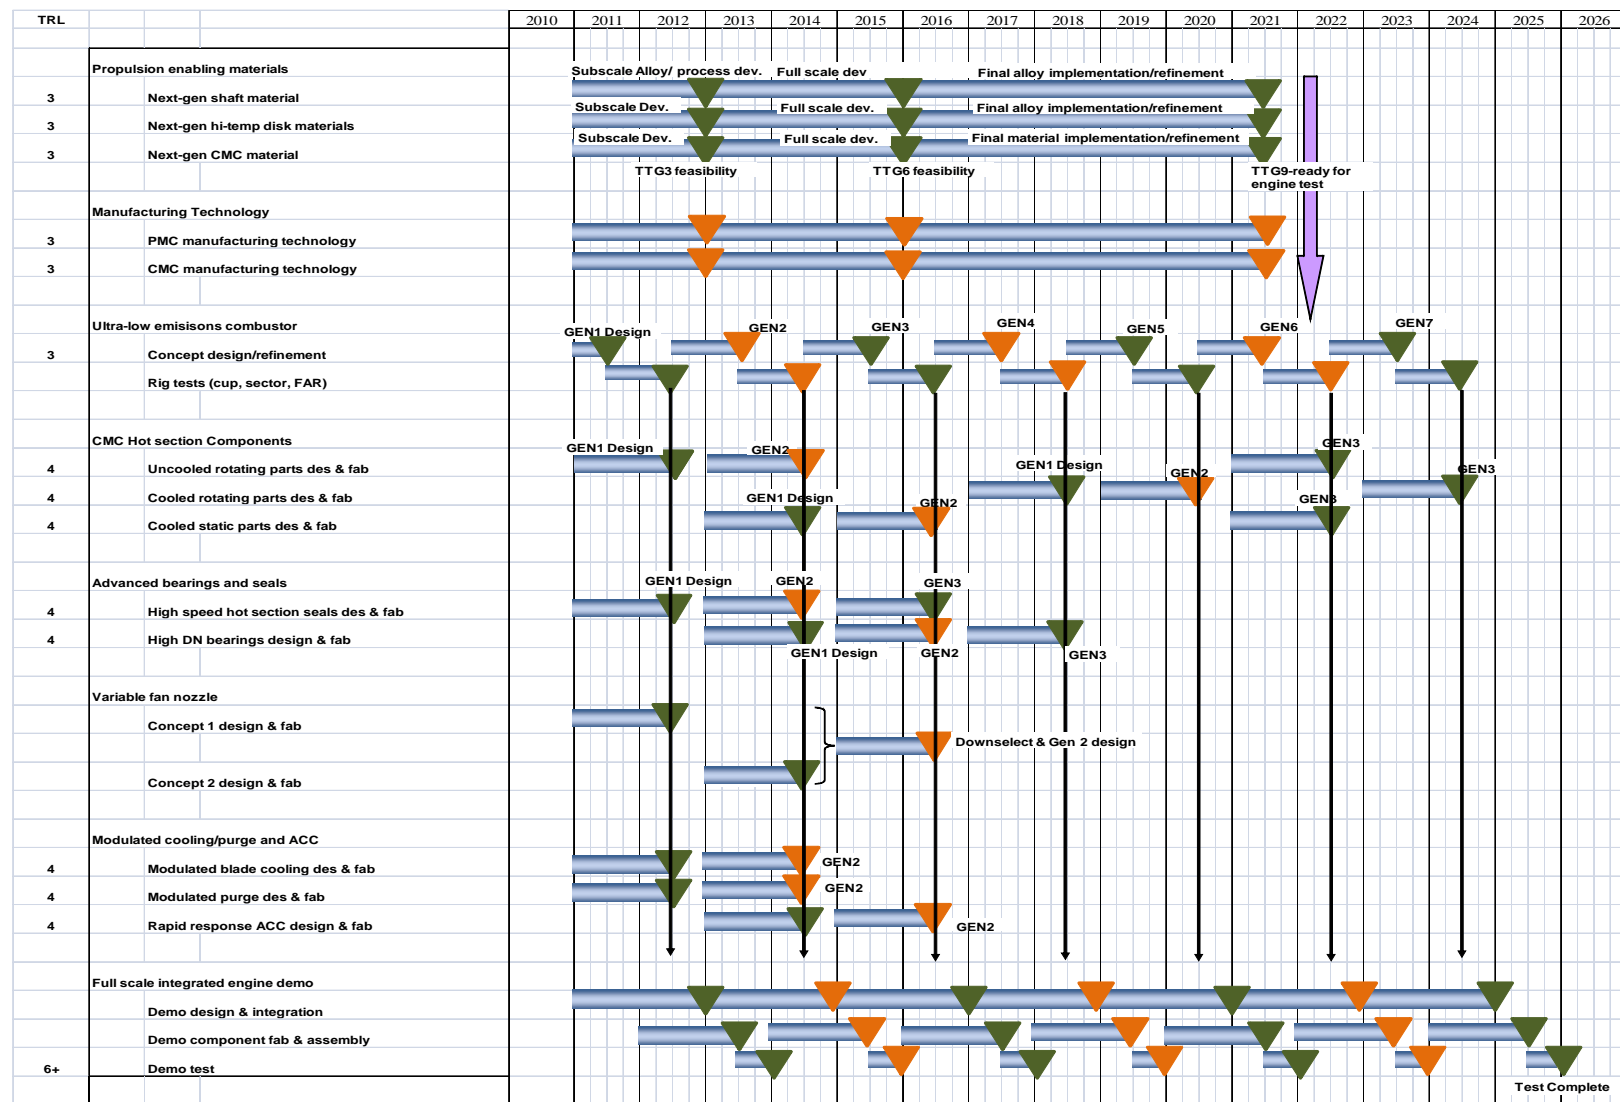 TRL 2010 2011 2012 2013 2014 2015 2016 2017 2018 2019 2020 2021 2022 2023 2024 2025 2026
Propulsion enabling materials
Subscale Alloy/ process dev. Full scale dev Final alloy implementation/refinement
3 Next-gen shaft material
Subscale Dev. Full scale dev. Final alloy implementation/refinement
3 Next-gen hi-temp disk materials
Subscale Dev. Full scale dev. Final material implementation/refinement
3 Next-gen CMC material
TTG3 feasibility TTG6 feasibility TTG9-ready for
engine test
Manufacturing Technology
3 PMC manufacturing technology
3 CMC manufacturing technology
Ultra-low emisisons combustor
GEN1 Design GEN2 GEN3 GEN4 GEN5 GEN6 GEN7
3 Concept design/refinement
Rig tests (cup, sector, FAR)
CMC Hot section Components
GEN1 Design GEN2 GEN3
4 Uncooled rotating parts des & fab
GEN1 Design GEN2 GEN3
4 Cooled rotating parts des & fab
GEN1 Design GEN2 GEN3
4 Cooled static parts des & fab
Advanced bearings and seals
GEN1 Design GEN2 GEN3
4 High speed hot section seals des & fab
4 High DN bearings design & fab
GEN1 Design GEN2 GEN3
Variable fan nozzle
Concept 1 design & fab
Downselect & Gen 2 design
Concept 2 design & fab
Modulated cooling/purge and ACC
4 Modulated blade cooling des & fab GEN2
4 Modulated purge des & fab GEN2
4 Rapid response ACC design & fab GEN2
Full scale integrated engine demo
Demo design & integration
Demo component fab & assembly
6+ Demo test
Test Complete